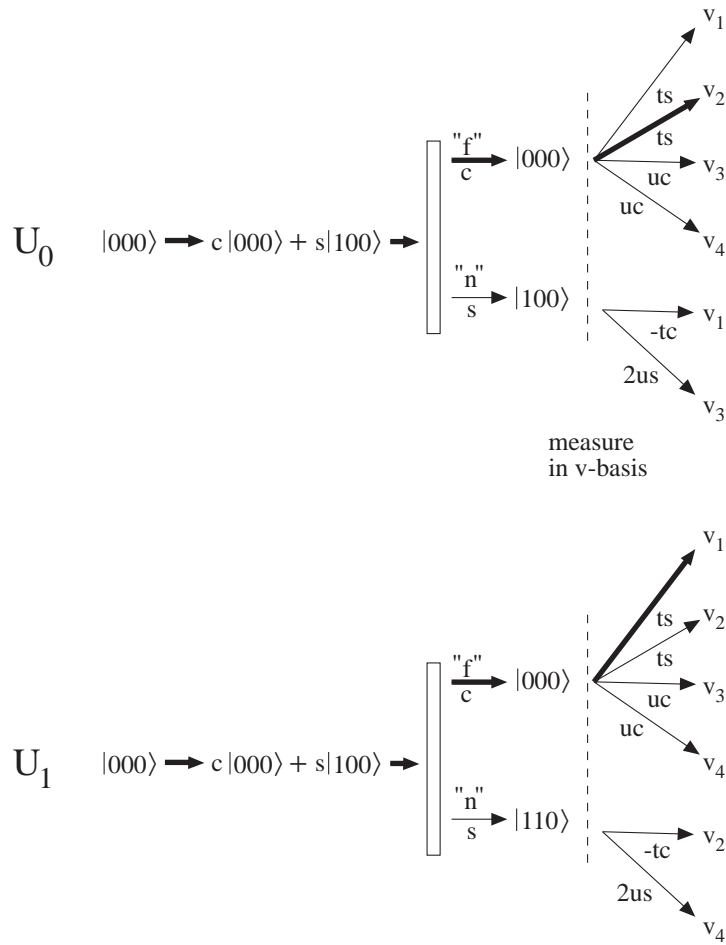 v₁
v₂
ts
"f"
ts
c
|000⟩
v₃
uc
uc
v₄
U₀
|000⟩ c|000⟩ + s|100⟩
"n"
s
|100⟩
v₁
-tc
2us
v₃
measure
in v-basis
v₁
v₂
ts
"f"
ts
c
|000⟩
v₃
uc
uc
v₄
U₁
|000⟩ c|000⟩ + s|100⟩
"n"
s
|110⟩
v₂
-tc
2us
v₄